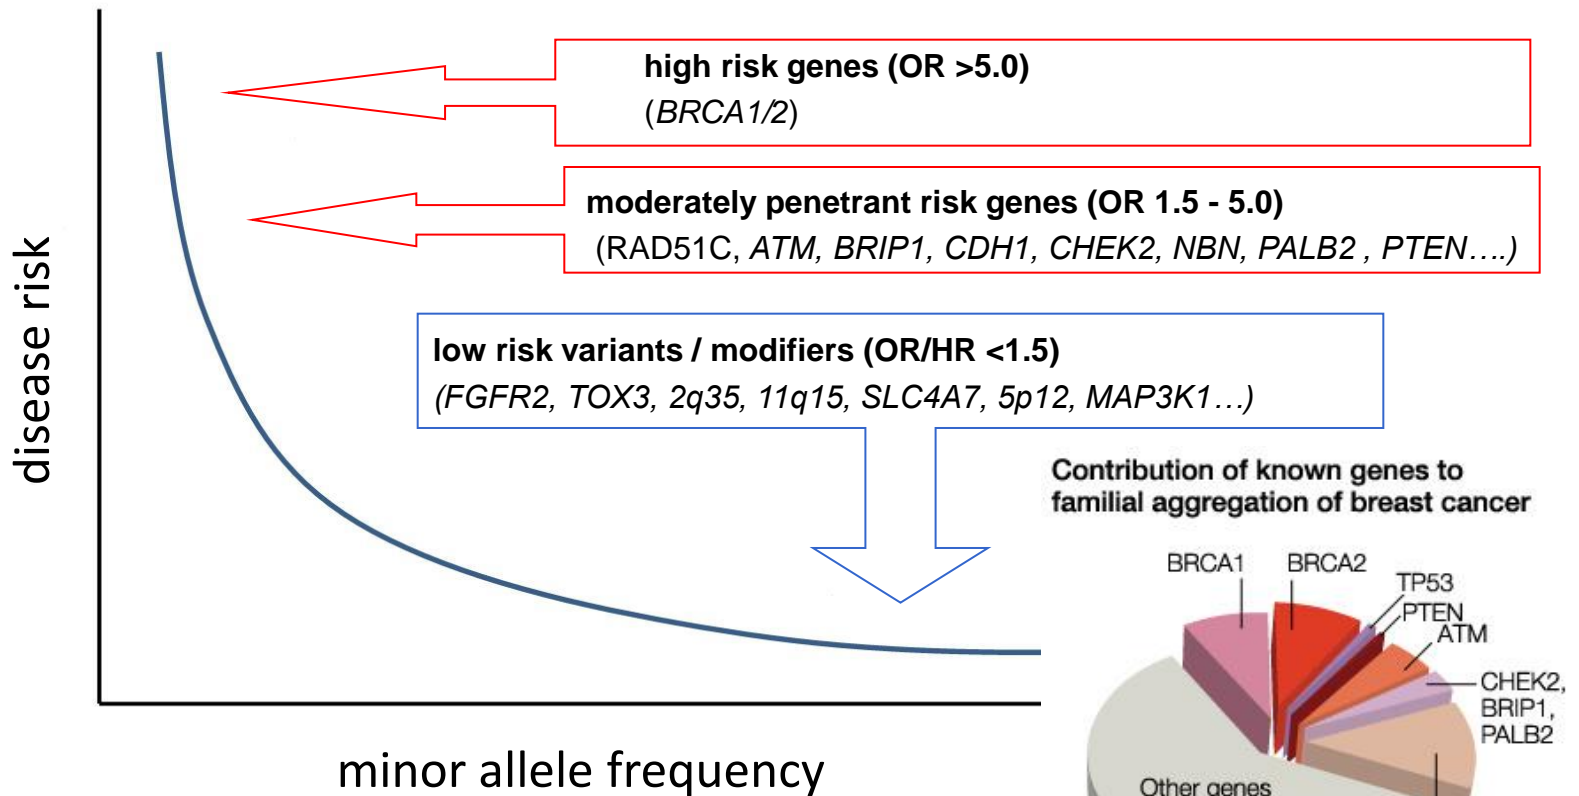 high risk genes (OR >5.0)
(BRCA1/2)
moderately penetrant risk genes (OR 1.5 - 5.0)
(RAD51C, ATM, BRIP1, CDH1, CHEK2, NBN, PALB2 , PTEN….)
low risk variants / modifiers (OR/HR <1.5)
(FGFR2, TOX3, 2q35, 11q15, SLC4A7, 5p12, MAP3K1…)
disease risk
minor allele frequency
Contribution of known genes to
familial aggregation of breast cancer
BRCA1
BRCA2
TP53
PTEN
ATM
CHEK2,
BRIP1,
PALB2
Other genes